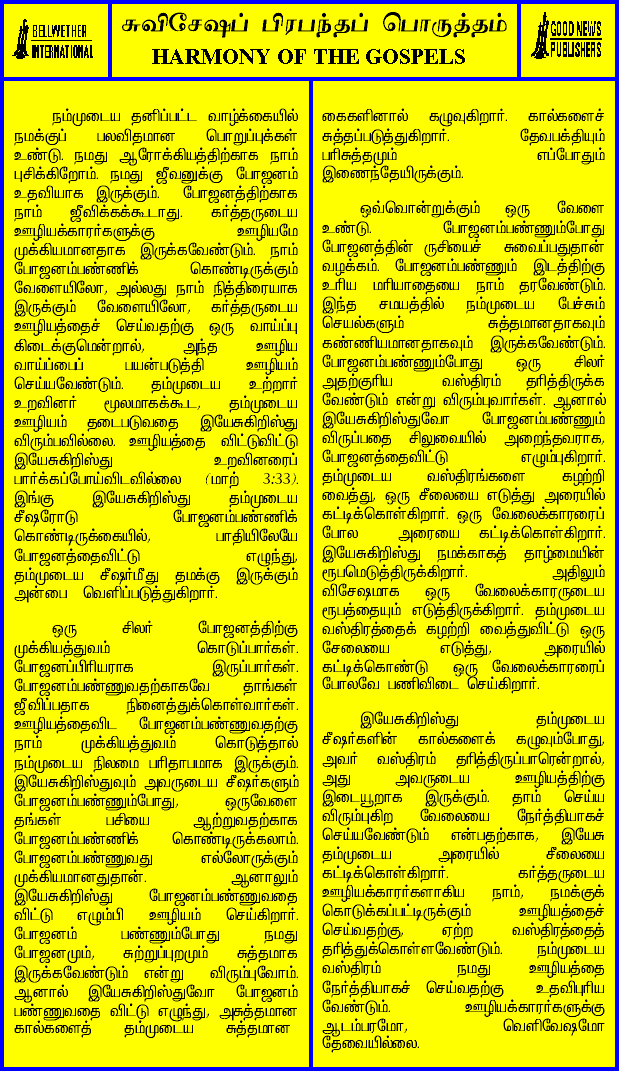 BELLWETHER
INTERNATIONAL
சுவிசேஷப் பிரபந்தப் பொருத்தம்
HARMONY OF THE GOSPELS
GOOD NEWS
PUBLISHERS
நம்முடைய தனிப்பட்ட வாழ்க்கையில்
நமக்குப் பலவிதமான பொறுப்புக்கள்
உண்டு. நமது ஆரோக்கியத்திற்காக நாம்
புசிக்கிறோம். நமது ஜீவனுக்கு போஜனம்
உதவியாக இருக்கும். போஜனத்திற்காக
நாம் ஜீவிக்கக்கூடாது. கர்த்தருடைய
ஊழியக்காரர்களுக்கு ஊழியமே
முக்கியமானதாக இருக்கவேண்டும். நாம்
போஜனம்பண்ணிக் கொண்டிருக்கும்
வேளையிலோ, அல்லது நாம் நித்திரையாக
இருக்கும் வேளையிலோ, கர்த்தருடைய
ஊழியத்தைச் செய்வதற்கு ஒரு வாய்ப்பு
கிடைக்குமென்றால், அந்த ஊழிய
வாய்ப்பைப் பயன்படுத்தி ஊழியம்
செய்யவேண்டும். தம்முடைய உற்றார்
உறவினர் மூலமாகக்கூட, தம்முடைய
ஊழியம் தடைபடுவதை இயேசுகிறிஸ்து
விரும்பவில்லை. ஊழியத்தை விட்டுவிட்டு
இயேசுகிறிஸ்து உறவினரைப்
பார்க்கப்போய்விடவில்லை (மாற் 3:33).
இங்கு இயேசுகிறிஸ்து தம்முடைய
சீஷரோடு போஜனம்பண்ணிக்
கொண்டிருக்கையில், பாதியிலேயே
போஜனத்தைவிட்டு எழுந்து,
தம்முடைய சீஷர்மீது தமக்கு இருக்கும்
அன்பை வெளிப்படுத்துகிறார்.
ஒரு சிலர் போஜனத்திற்கு
முக்கியத்துவம் கொடுப்பார்கள்.
போஜனப்பிரியராக இருப்பார்கள்.
போஜனம்பண்ணுவதற்காகவே தாங்கள்
ஜீவிப்பதாக நினைத்துக்கொள்வார்கள்.
ஊழியத்தைவிட போஜனம்பண்ணுவதற்கு
நாம் முக்கியத்துவம் கொடுத்தால்
நம்முடைய நிலமை பரிதாபமாக இருக்கும்.
இயேசுகிறிஸ்துவும் அவருடைய சீஷர்களும்
போஜனம்பண்ணும்போது, ஒருவேளை
தங்கள் பசியை ஆற்றுவதற்காக
போஜனம்பண்ணிக் கொண்டிருக்கலாம்.
போஜனம்பண்ணுவது எல்லோருக்கும்
முக்கியமானதுதான். ஆனாலும்
இயேசுகிறிஸ்து போஜனம்பண்ணுவதை
விட்டு எழும்பி ஊழியம் செய்கிறார்.
போஜனம் பண்ணும்போது நமது
போஜனமும், சுற்றுப்புறமும் சுத்தமாக
இருக்கவேண்டும் என்று விரும்புவோம்.
ஆனால் இயேசுகிறிஸ்துவோ போஜனம்
பண்ணுவதை விட்டு எழுந்து, அசுத்தமான
கால்களைத் தம்முடைய சுத்தமான
கைகளினால் கழுவுகிறார். கால்களைச்
சுத்தப்படுத்துகிறார். தேவபக்தியும்
பரிசுத்தமும் எப்போதும்
இணைந்தேயிருக்கும்.
ஒவ்வொன்றுக்கும் ஒரு வேளை
உண்டு. போஜனம்பண்ணும்போது
போஜனத்தின் ருசியைச் சுவைப்பதுதான்
வழக்கம். போஜனம்பண்ணும் இடத்திற்கு
உரிய மரியாதையை நாம் தரவேண்டும்.
இந்த சமயத்தில் நம்முடைய பேச்சும்
செயல்களும் சுத்தமானதாகவும்
கண்ணியமானதாகவும் இருக்கவேண்டும்.
போஜனம்பண்ணும்போது ஒரு சிலர்
அதற்குரிய வஸ்திரம் தரித்திருக்க
வேண்டும் என்று விரும்புவார்கள். ஆனால்
இயேசுகிறிஸ்துவோ போஜனம்பண்ணும்
விருப்பதை சிலுவையில் அறைந்தவராக,
போஜனத்தைவிட்டு எழும்புகிறார்.
தம்முடைய வஸ்திரங்களை கழற்றி
வைத்து, ஒரு சீலையை எடுத்து அரையில்
கட்டிக்கொள்கிறார். ஒரு வேலைக்காரரைப்
போல அரையை கட்டிக்கொள்கிறார்.
இயேசுகிறிஸ்து நமக்காகத் தாழ்மையின்
ரூபமெடுத்திருக்கிறார். அதிலும்
விசேஷமாக ஒரு வேலைக்காரருடைய
ரூபத்தையும் எடுத்திருக்கிறார். தம்முடைய
வஸ்திரத்தைக் கழற்றி வைத்துவிட்டு ஒரு
சேலையை எடுத்து, அரையில்
கட்டிக்கொண்டு ஒரு வேலைக்காரரைப்
போலவே பணிவிடை செய்கிறார்.
இயேசுகிறிஸ்து தம்முடைய
சீஷர்களின் கால்களைக் கழுவும்போது,
அவர் வஸ்திரம் தரித்திருப்பாரென்றால்,
அது அவருடைய ஊழியத்திற்கு
இடையூறாக இருக்கும். தாம் செய்ய
விரும்புகிற வேலையை நேர்த்தியாகச்
செய்யவேண்டும் என்பதற்காக, இயேசு
தம்முடைய அரையில் சீலையை
கட்டிக்கொள்கிறார். கர்த்தருடைய
ஊழியக்காரர்களாகிய நாம், நமக்குக்
கொடுக்கப்பட்டிருக்கும் ஊழியத்தைச்
செய்வதற்கு, ஏற்ற வஸ்திரத்தைத்
தரித்துக்கொள்ளவேண்டும். நம்முடைய
வஸ்திரம் நமது ஊழியத்தை
நேர்த்தியாகச் செய்வதற்கு உதவிபுரிய
வேண்டும். ஊழியக்காரர்களுக்கு
ஆடம்பரமோ, வெளிவேஷமோ
தேவையில்லை.